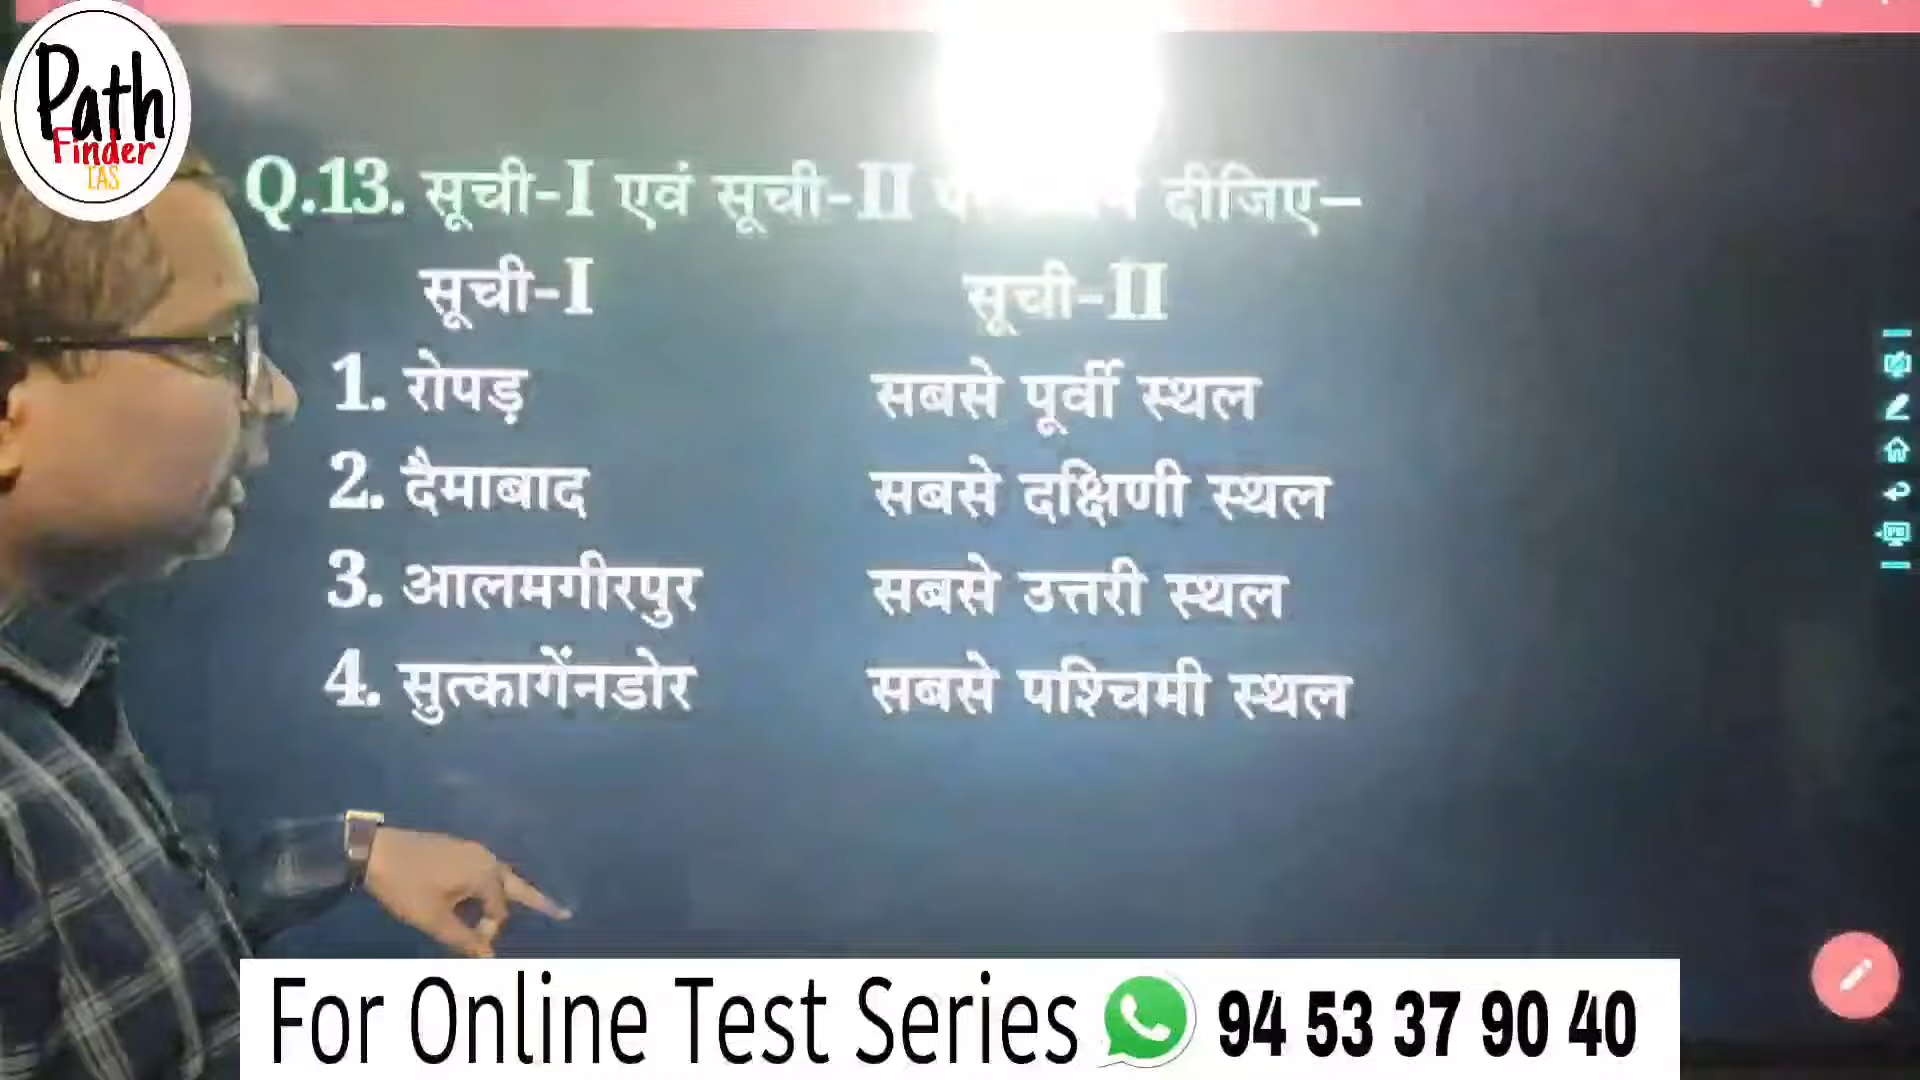 Path
Finder
IAS
Q.13. सूची-I एवं सूची-II दीजिए–
सूची-I सूची-II
1. रोपड़ सबसे पूर्वी स्थल
2. दैमाबाद सबसे दक्षिणी स्थल
3. आलमगीरपुर सबसे उत्तरी स्थल
4. सुत्कागेंनडोर सबसे पश्चिमी स्थल
For Online Test Series 94 53 37 90 40